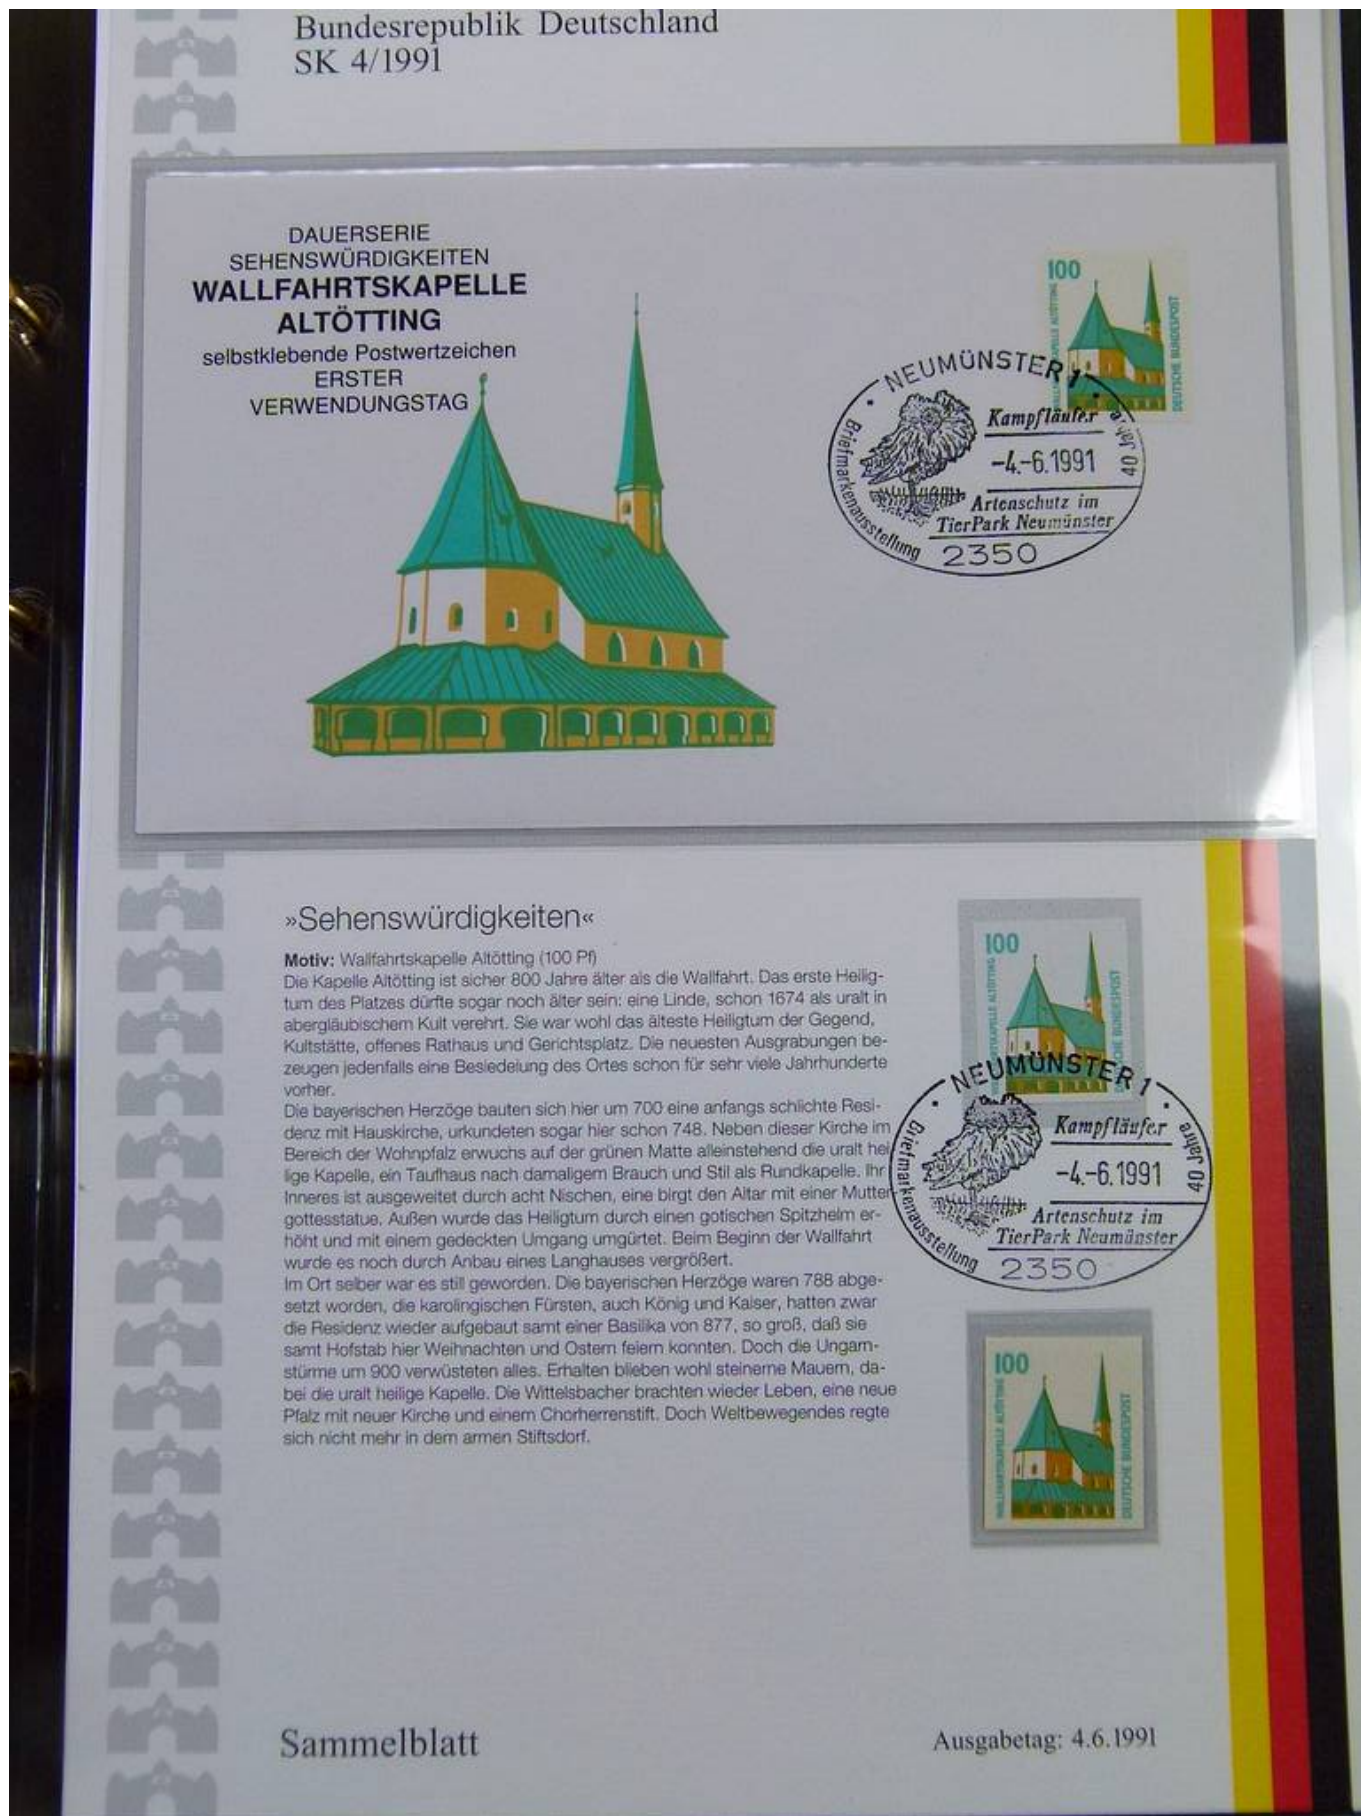 Bundesrepublik Deutschland
SK 4/1991
DAUERSERIE
SEHENSWÜRDIGKEITEN
WALLFAHRTSKAPELLE
ALTÖTTING
selbstklebende Postwertzeichen
ERSTER
VERWENDUNGSTAG
100
WALLFAHRTSKAPELLE ALTÖTTING
DEUTSCHE BUNDESPOST
NEUMÜNSTER 1
Kampfläufer
-4.-6.1991
40 Jahre
Briefmarkenausstellung
Artenschutz im
TierPark Neumünster
2350
»Sehenswürdigkeiten«
Motiv: Wallfahrtskapelle Altötting (100 Pf)
Die Kapelle Altötting ist sicher 800 Jahre älter als die Wallfahrt. Das erste Heilig-
tum des Platzes dürfte sogar noch älter sein: eine Linde, schon 1674 als uralt in
abergläubischem Kult verehrt. Sie war wohl das älteste Heiligtum der Gegend,
Kultstätte, offenes Rathaus und Gerichtsplatz. Die neuesten Ausgrabungen be-
zeugen jedenfalls eine Besiedelung des Ortes schon für sehr viele Jahrhunderte
vorher.
Die bayerischen Herzöge bauten sich hier um 700 eine anfangs schlichte Resi-
denz mit Hauskirche, urkundeten sogar hier schon 748. Neben dieser Kirche im
Bereich der Wohnpfalz erwuchs auf der grünen Matte alleinstehend die uralt hei-
lige Kapelle, ein Taufhaus nach damaligem Brauch und Stil als Rundkapelle. Ihr
Inneres ist ausgeweitet durch acht Nischen, eine birgt den Altar mit einer Mutter-
gottesstatue. Außen wurde das Heiligtum durch einen gotischen Spitzhelm er-
höht und mit einem gedeckten Umgang umgürtet. Beim Beginn der Wallfahrt
wurde es noch durch Anbau eines Langhauses vergrößert.
Im Ort selber war es still geworden. Die bayerischen Herzöge waren 788 abge-
setzt worden, die karolingischen Fürsten, auch König und Kaiser, hatten zwar
die Residenz wieder aufgebaut samt einer Basilika von 877, so groß, daß sie
samt Hofstab hier Weihnachten und Ostern feiern konnten. Doch die Ungarn-
stürme um 900 verwüsteten alles. Erhalten blieben wohl steinerne Mauern, da-
bei die uralt heilige Kapelle. Die Wittelsbacher brachten wieder Leben, eine neue
Pfalz mit neuer Kirche und einem Chorherrenstift. Doch Weltbewegendes regte
sich nicht mehr in dem armen Stiftsdorf.
100
WALLFAHRTSKAPELLE ALTÖTTING
DEUTSCHE BUNDESPOST
NEUMÜNSTER 1
Kampfläufer
-4.-6.1991
40 Jahre
Briefmarkenausstellung
Artenschutz im
TierPark Neumünster
2350
100
WALLFAHRTSKAPELLE ALTÖTTING
DEUTSCHE BUNDESPOST
Sammelblatt
Ausgabetag: 4.6.1991